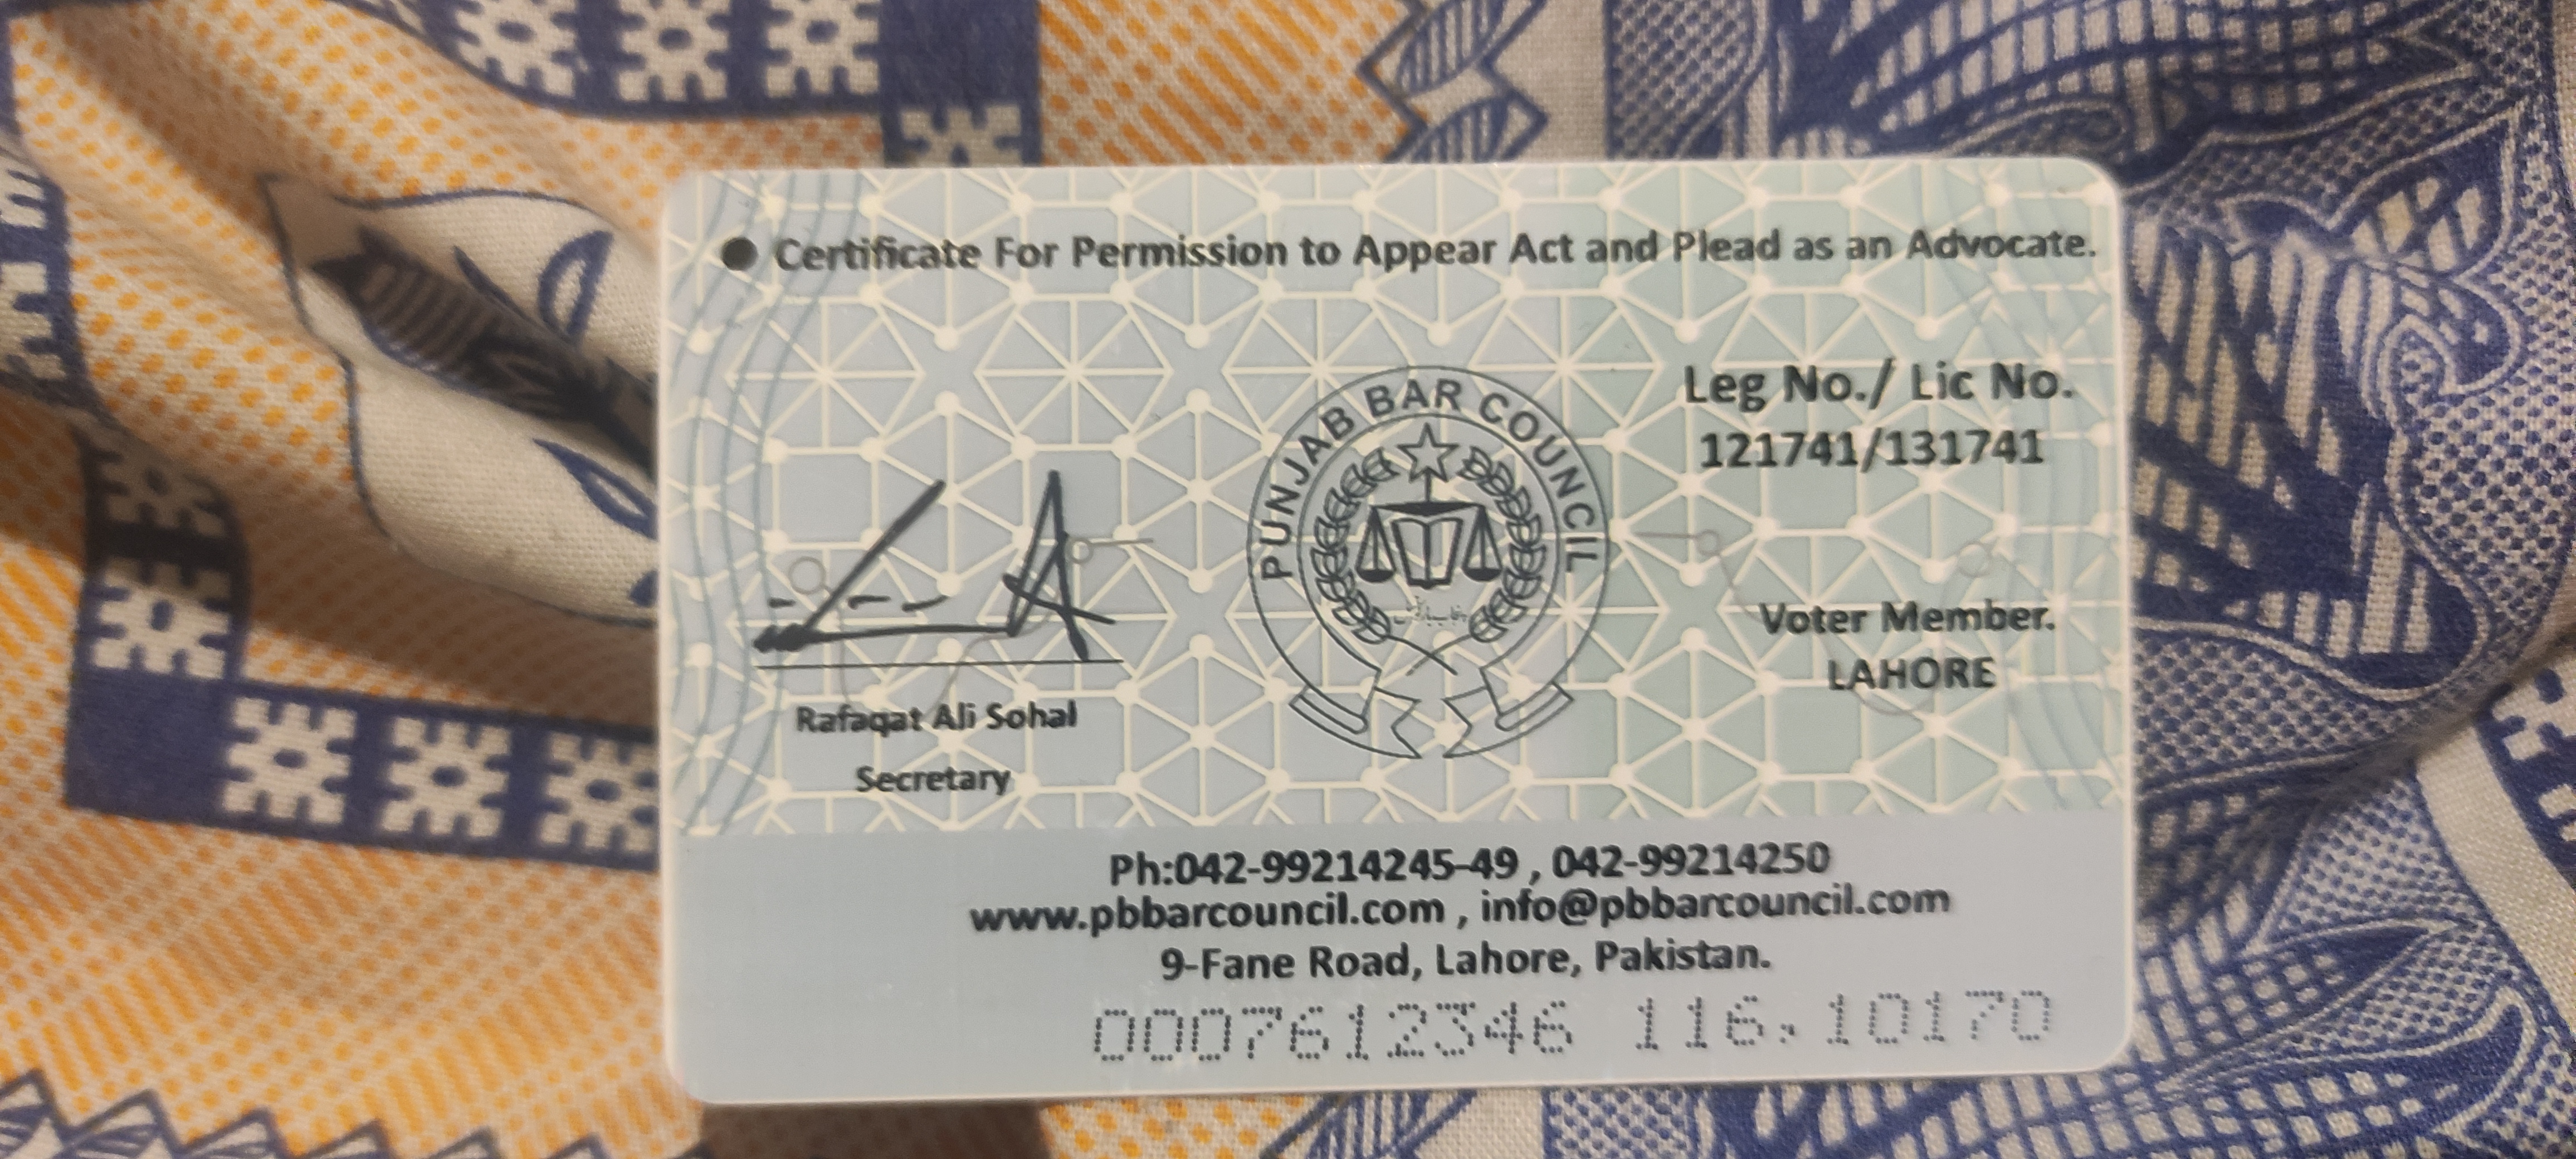 ● Certificate For Permission to Appear Act and Plead as an Advocate.
Leg No./ Lic No.
121741/131741
PUNJAB BAR COUNCIL
Voter Member.
LAHORE
Rafaqat Ali Sohal
Secretary
Ph:042-99214245-49 , 042-99214250
www.pbbarcouncil.com , info@pbbarcouncil.com
9-Fane Road, Lahore, Pakistan.
0007612346 116,10170